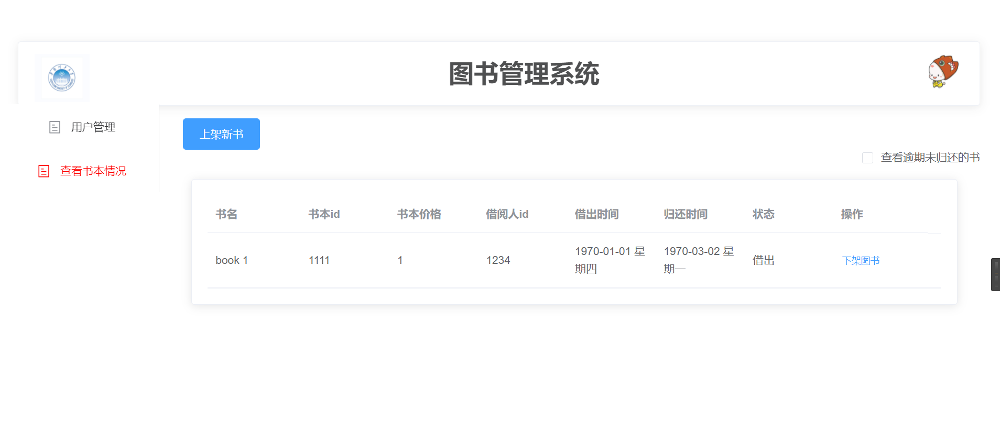 图书管理系统
用户管理
查看书本情况
上架新书
查看逾期未归还的书
书名 书本id 书本价格 借阅人id 借出时间 归还时间 状态 操作
book 1 1111 1 1234 1970-01-01 星期四 1970-03-02 星期一 借出 下架图书